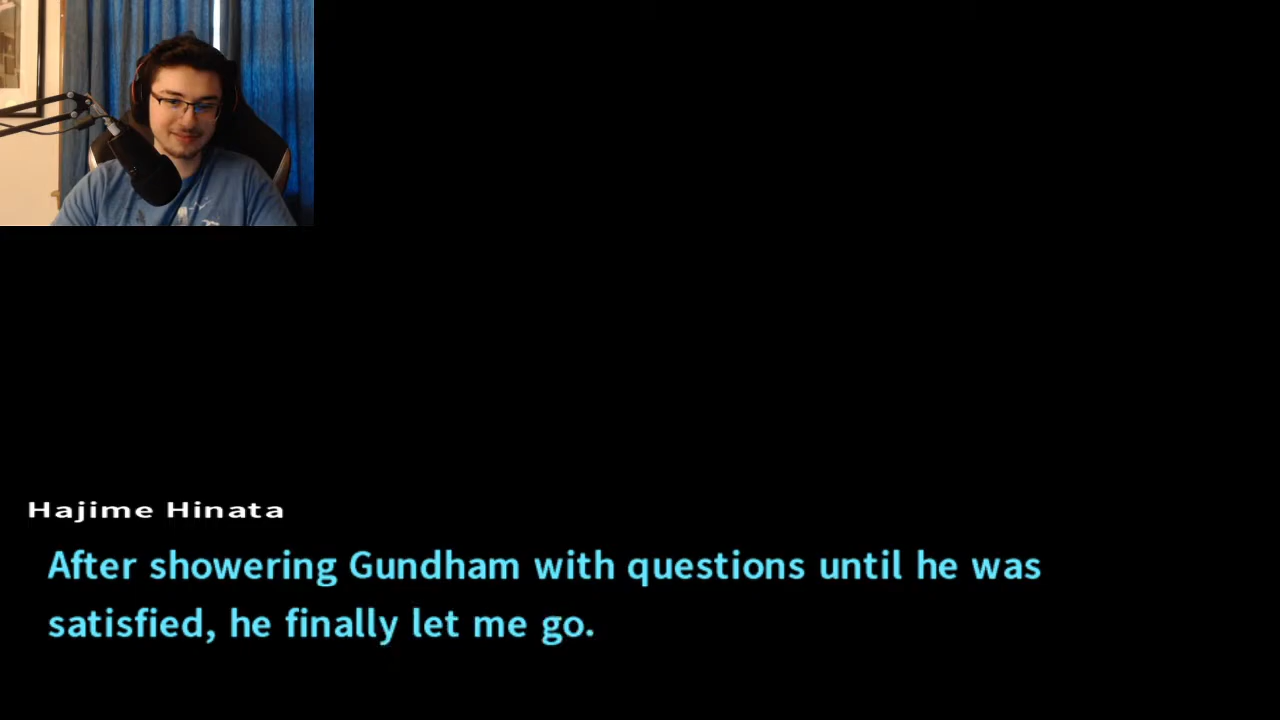 Hajime Hinata
After showering Gundham with questions until he was
satisfied, he finally let me go.